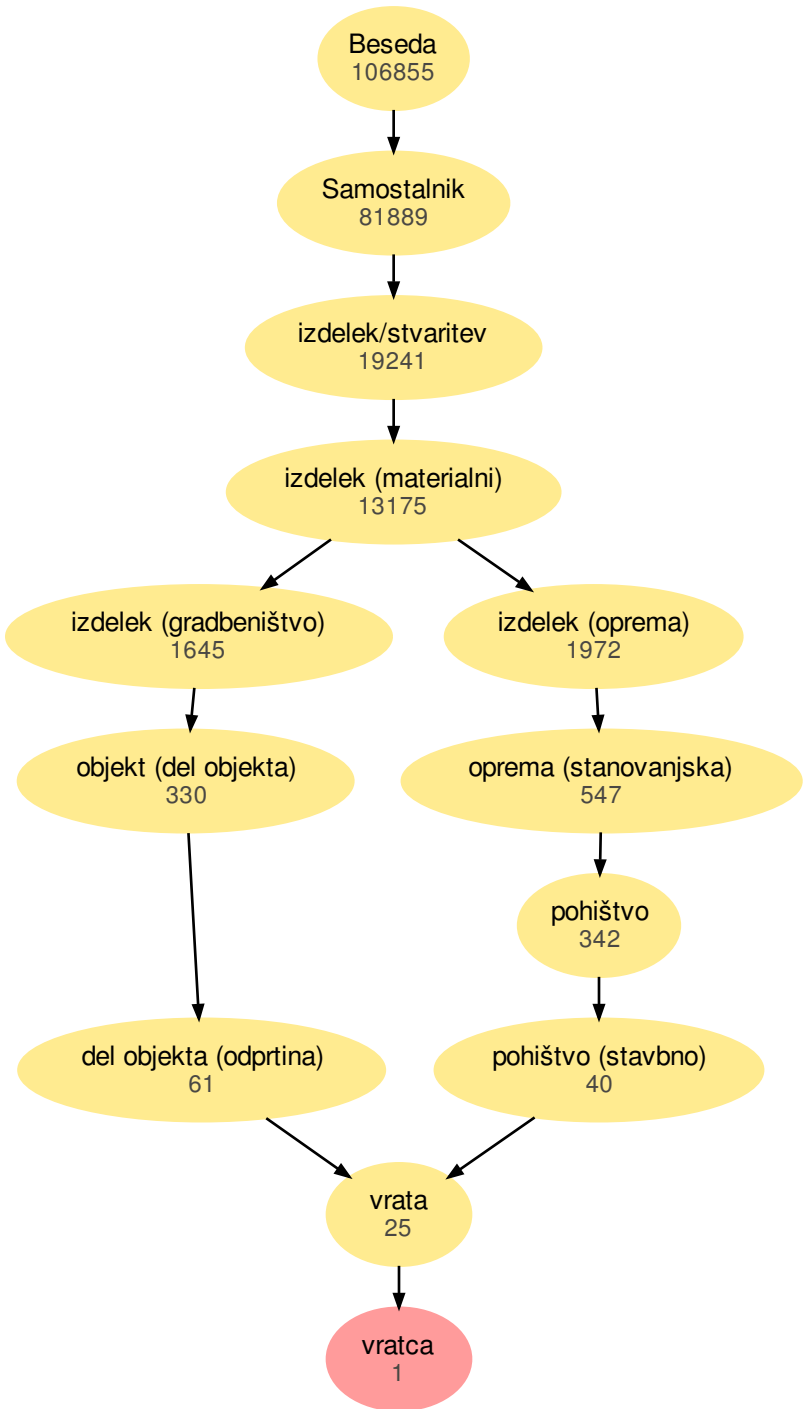 Beseda
106855
Samostalnik
81889
izdelek/stvaritev
19241
izdelek (materialni)
13175
izdelek (gradbeništvo)
1645
izdelek (oprema)
1972
objekt (del objekta)
330
oprema (stanovanjska)
547
pohištvo
342
del objekta (odprtina)
61
pohištvo (stavbno)
40
vrata
25
vratca
1